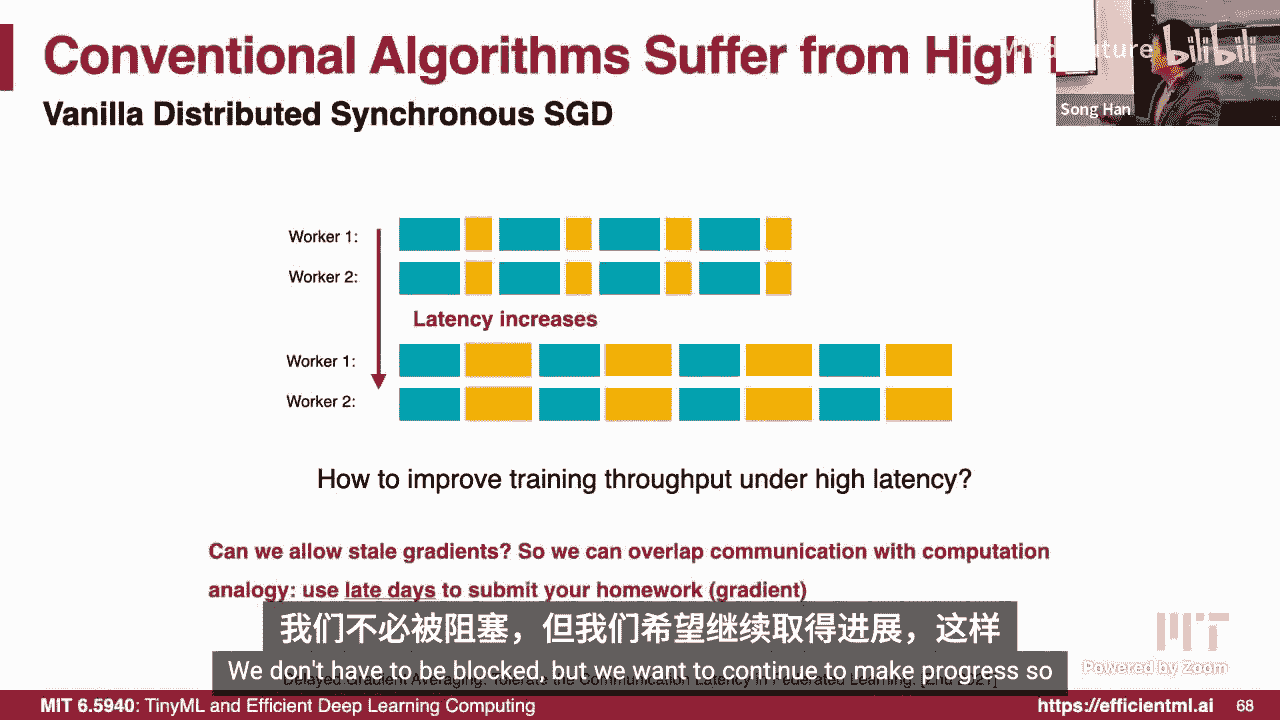 Conventional Algorithms Suffer from High
bilibili
Song Han
Vanilla Distributed Synchronous SGD
Worker 1:
Worker 2:
Latency increases
Worker 1:
Worker 2:
How to improve training throughput under high latency?
Can we allow stale gradients? So we can overlap communication with computation
analogy: use late days to submit your homework (gradient)
我们不必被阻塞，但我们希望继续取得进展，这样
We don't have to be blocked, but we want to continue to make progress so
Powered by Zoom
MIT 6.5940: TinyML and Efficient Deep Learning Computing
https://efficientml.ai
68